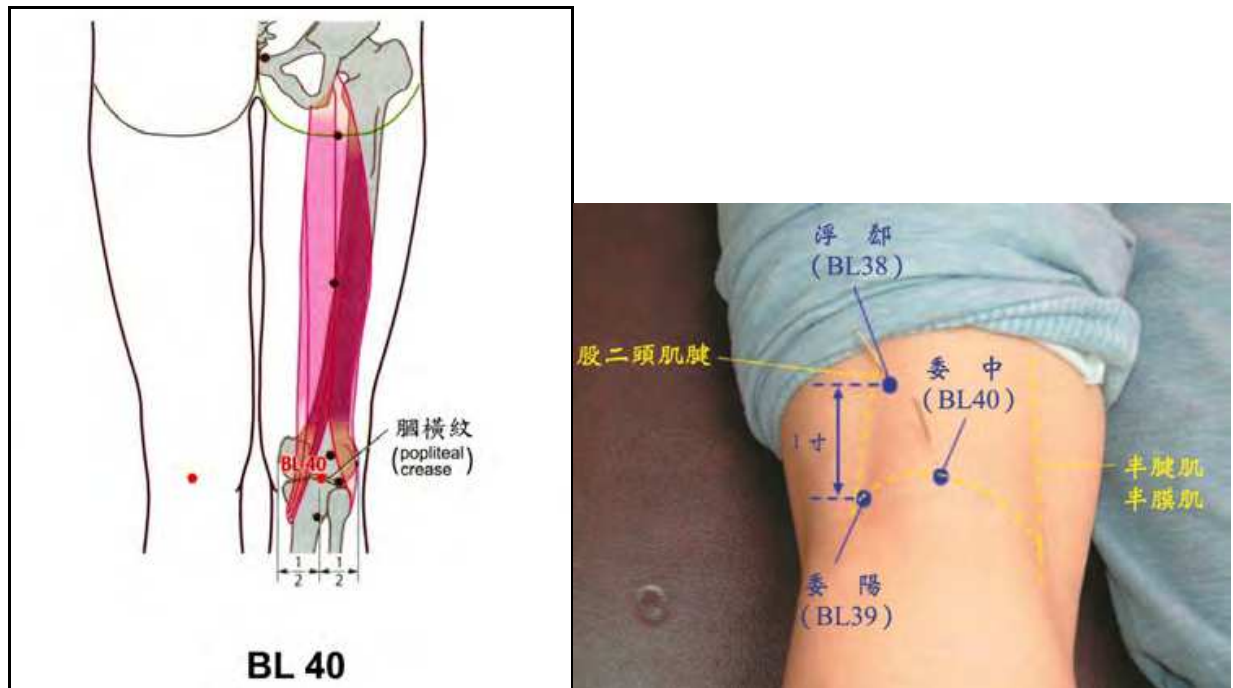 BL 40
膕橫紋
(popliteal
crease)
1/2 1/2
BL 40
浮 郄
(BL38)
股二頭肌腱
委 中
(BL40)
1寸
半腱肌
半膜肌
委 陽
(BL39)